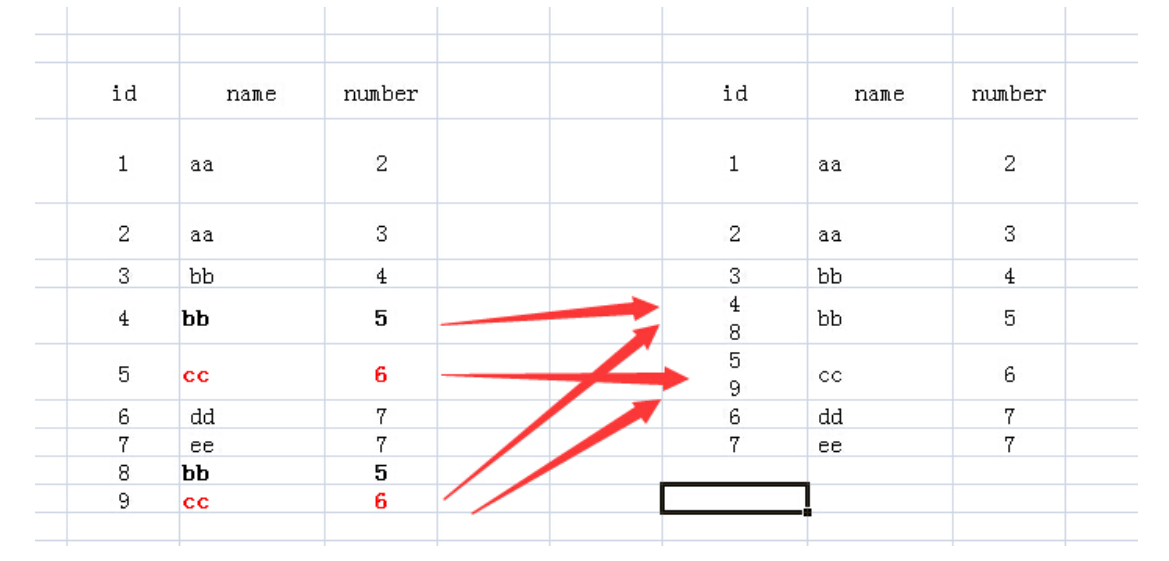 id name number id name number
1 aa 2 1 aa 2
2 aa 3 2 aa 3
3 bb 4 3 bb 4
4 bb 5 4 8 bb 5
5 cc 6 5 9 cc 6
6 dd 7 6 dd 7
7 ee 7 7 ee 7
8 bb 5
9 cc 6